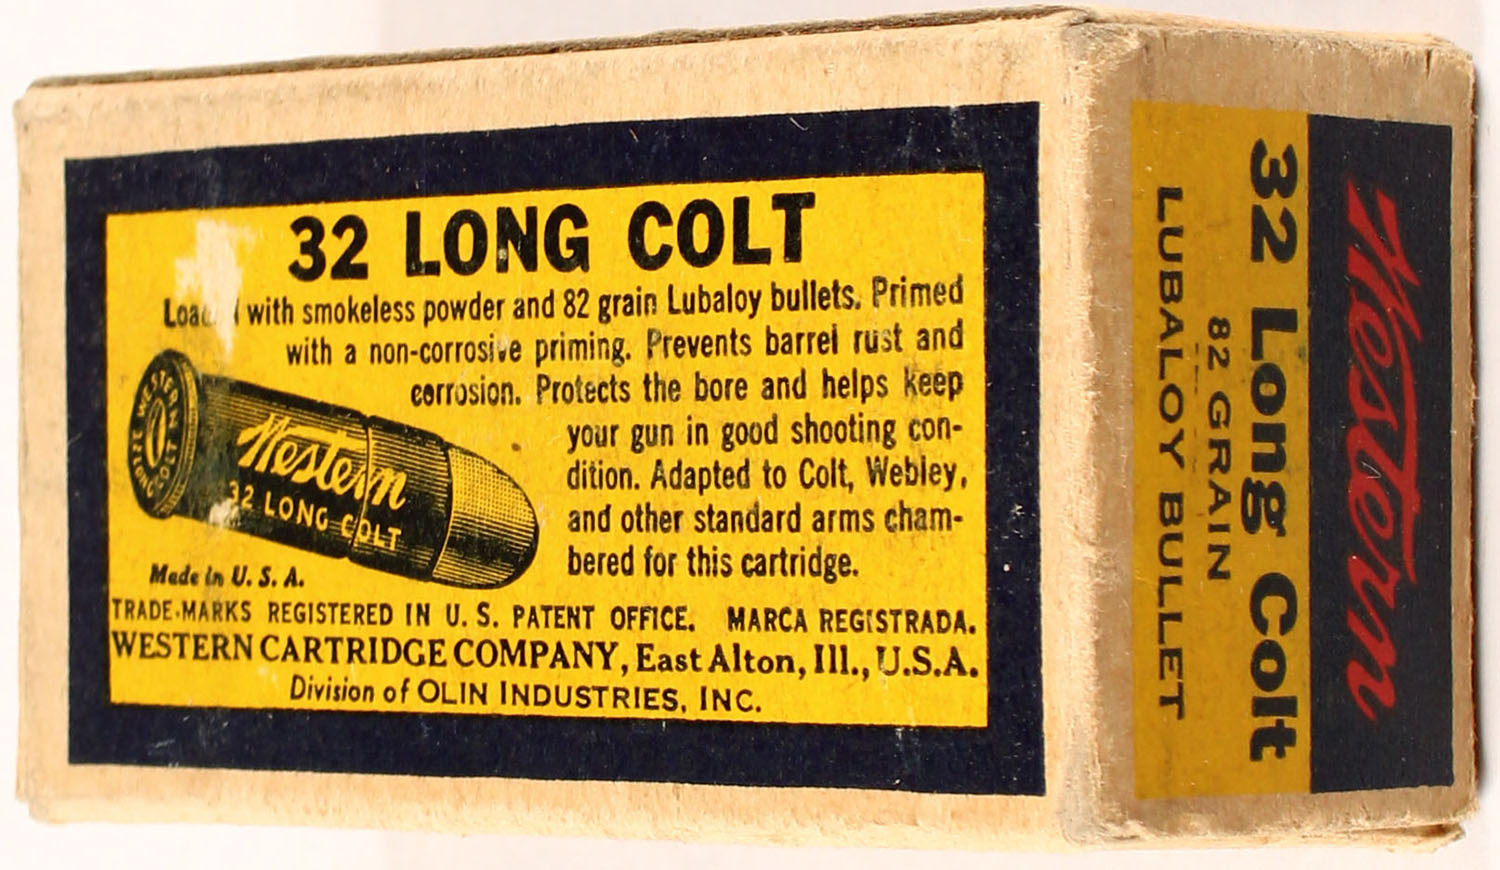 32 LONG COLT
with smokeless powder and 82 grain Lubaloy bullets. Primed
with a non-corrosive priming. Prevents barrel rust and
corrosion. Protects the bore and helps keep
your gun in good shooting con-
dition. Adapted to Colt, Webley,
and other standard arms cham-
bered for this cartridge.
WESTERN
32 LONG COLT
Western
32 LONG COLT
Made in U. S. A.
TRADE-MARKS REGISTERED IN U. S. PATENT OFFICE. MARCA REGISTRADA.
WESTERN CARTRIDGE COMPANY, East Alton, Ill., U.S.A.
Division of OLIN INDUSTRIES, INC.
Western
32 Long Colt
82 GRAIN
LUBALOY BULLET